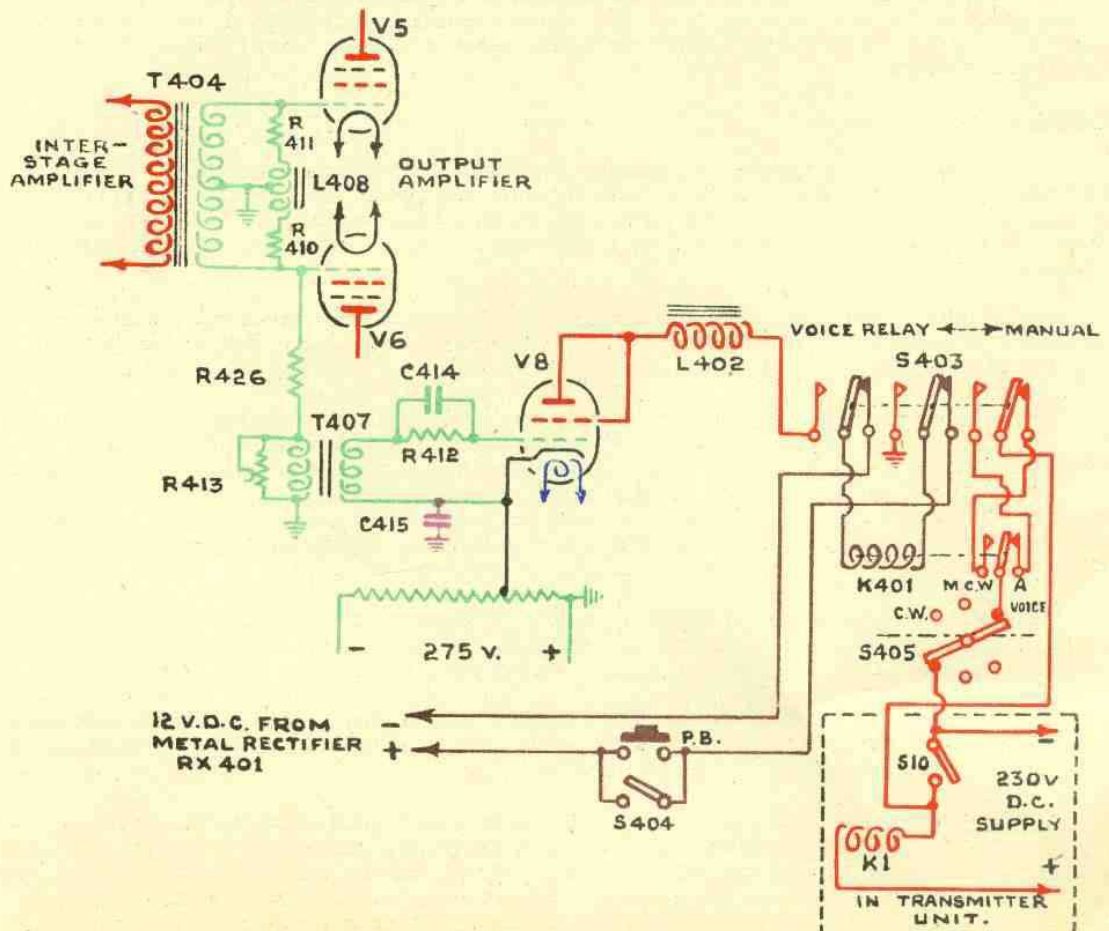 V5
T404
INTER-
STAGE
AMPLIFIER
R
411
L408
R
410
OUTPUT
AMPLIFIER
V6
R426
C414
V8
L402
VOICE RELAY
MANUAL
S403
T407
R412
R413
C415
K401
M.C.W
A
VOICE
C.W.
S405
- 275 V. +
12 V.D.C. FROM
METAL RECTIFIER
RX 401
-
+
P.B.
S404
S10
-
230V
D.C.
SUPPLY
K1
+
IN TRANSMITTER
UNIT.